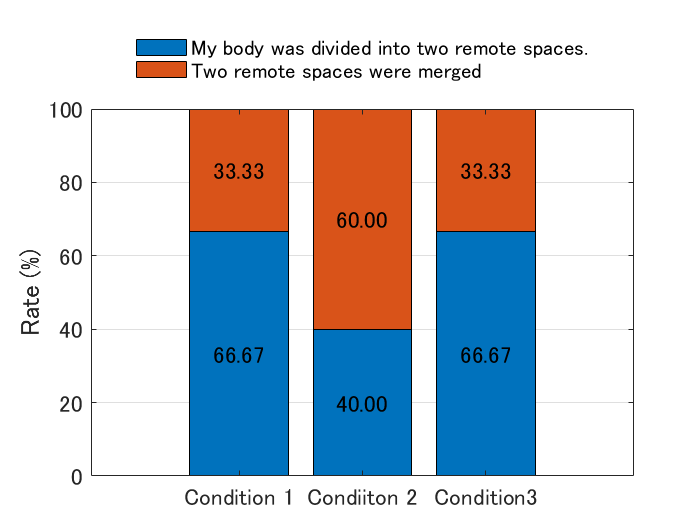 My body was divided into two remote spaces.
Two remote spaces were merged
100
80
60
40
20
0
Rate (%)
33.33
60.00
33.33
66.67
40.00
66.67
Condition 1
Condiiton 2
Condition3